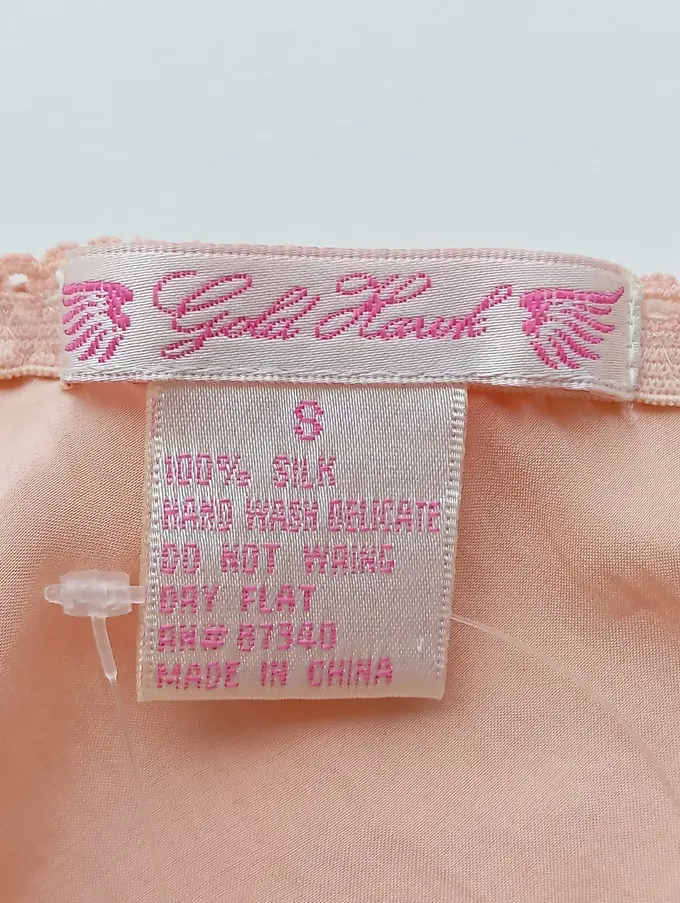 Gold Hawk
S
100% SILK
HAND WASH DELICATE
DO NOT WRING
DRY FLAT
RN# 87340
MADE IN CHINA